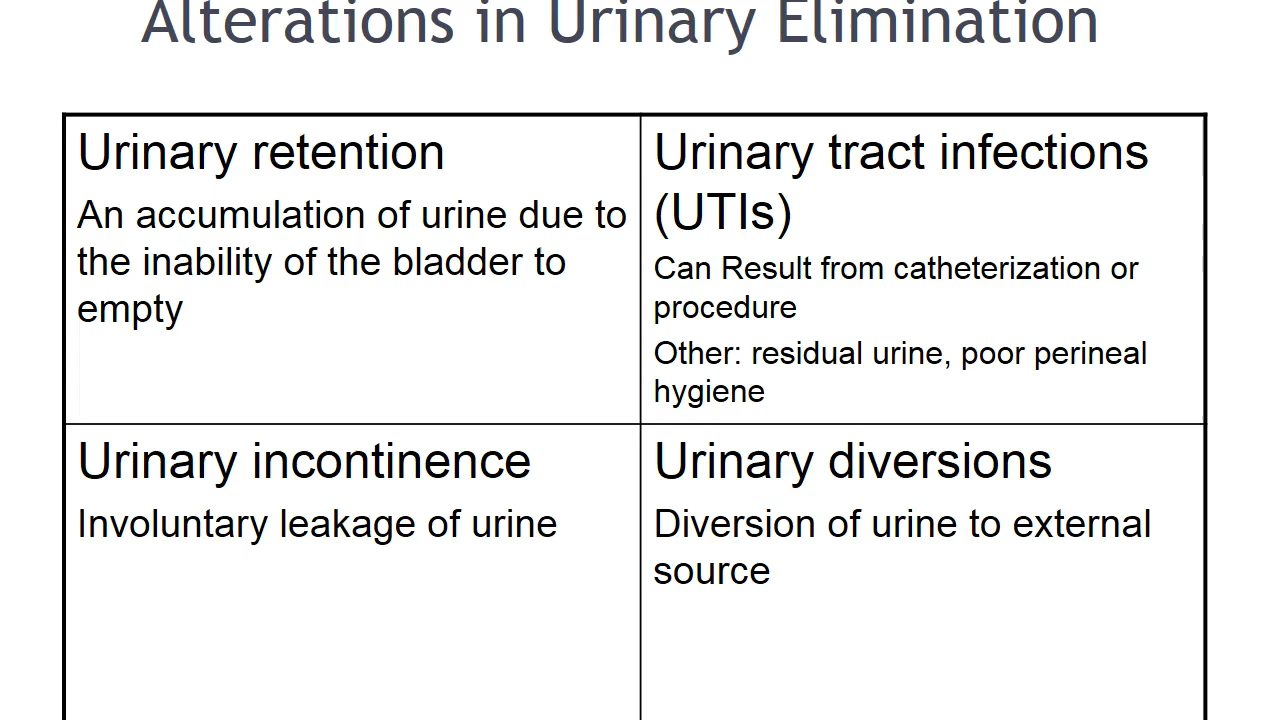 Alterations in Urinary Elimination
Urinary retention
An accumulation of urine due to
the inability of the bladder to
empty
Urinary tract infections
(UTIs)
Can Result from catheterization or
procedure
Other: residual urine, poor perineal
hygiene
Urinary incontinence
Involuntary leakage of urine
Urinary diversions
Diversion of urine to external
source